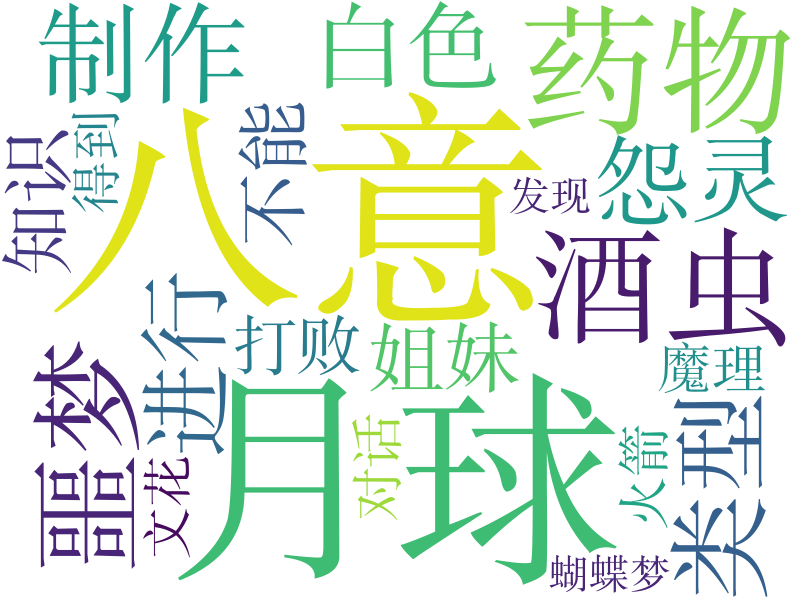 制作
白色
药物
知识
得到
八意
不能
发现
怨灵
酒虫
进行
打败
姐妹
魔理
噩梦
月球
对话
火箭
类型
文花
蝴蝶梦